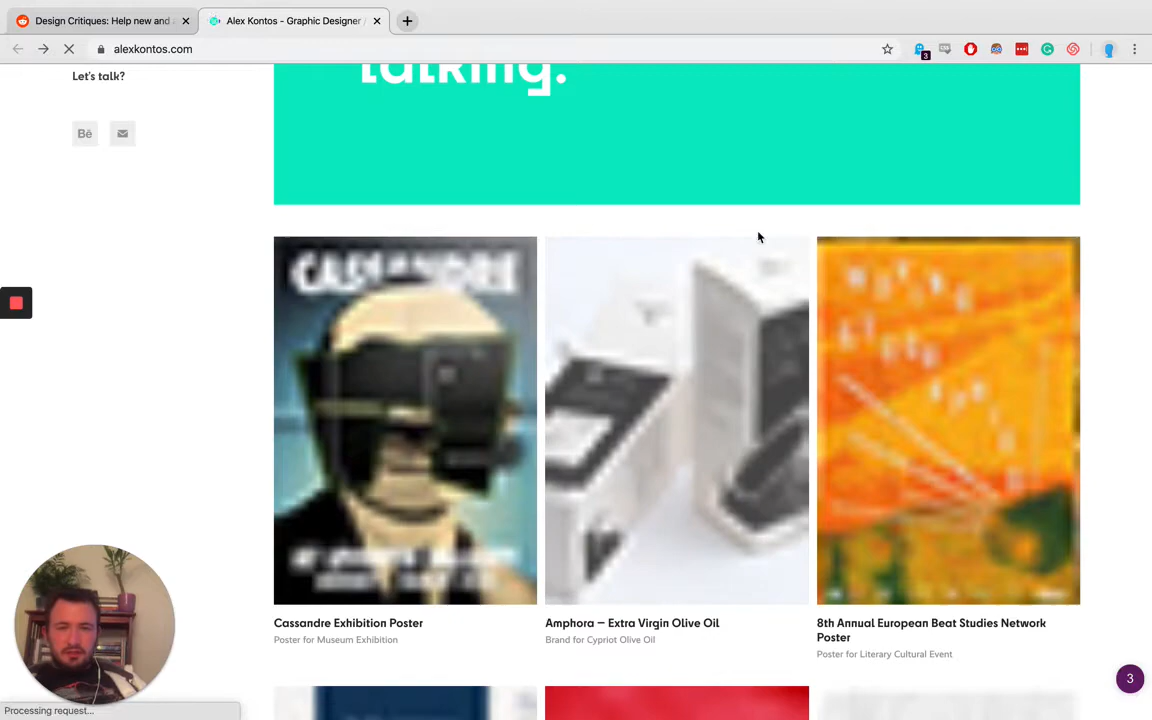 Design Critiques: Help new and a
Alex Kontos - Graphic Designer /
alexkontos.com
3
Let's talk?
talking.
Bē
CASSANDRE
Cassandre Exhibition Poster
Poster for Museum Exhibition
Amphora – Extra Virgin Olive Oil
Brand for Cypriot Olive Oil
8th Annual European Beat Studies Network
Poster
Poster for Literary Cultural Event
3
Processing request...